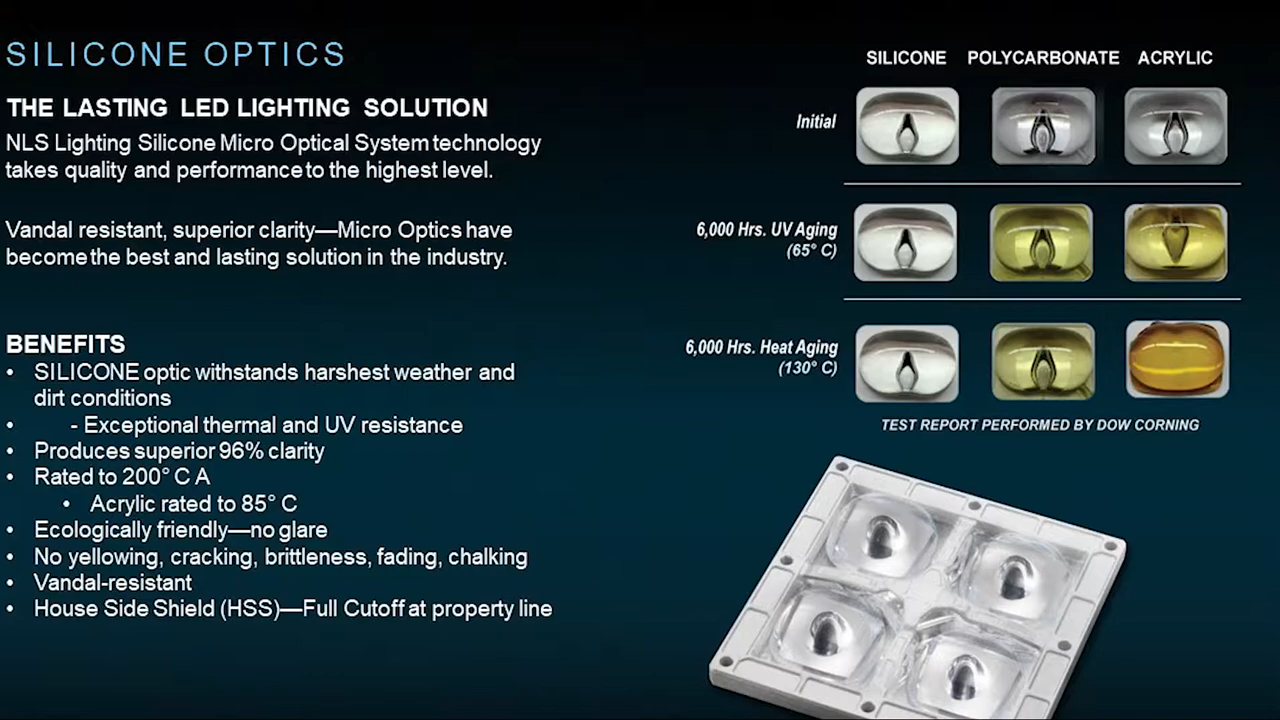 SILICONE OPTICS
THE LASTING LED LIGHTING SOLUTION
NLS Lighting Silicone Micro Optical System technology
takes quality and performance to the highest level.
Vandal resistant, superior clarity—Micro Optics have
become the best and lasting solution in the industry.
BENEFITS
• SILICONE optic withstands harshest weather and
dirt conditions
• - Exceptional thermal and UV resistance
• Produces superior 96% clarity
• Rated to 200° C A
• Acrylic rated to 85° C
• Ecologically friendly—no glare
• No yellowing, cracking, brittleness, fading, chalking
• Vandal-resistant
• House Side Shield (HSS)—Full Cutoff at property line
SILICONE POLYCARBONATE ACRYLIC
Initial
6,000 Hrs. UV Aging
(65° C)
6,000 Hrs. Heat Aging
(130° C)
TEST REPORT PERFORMED BY DOW CORNING